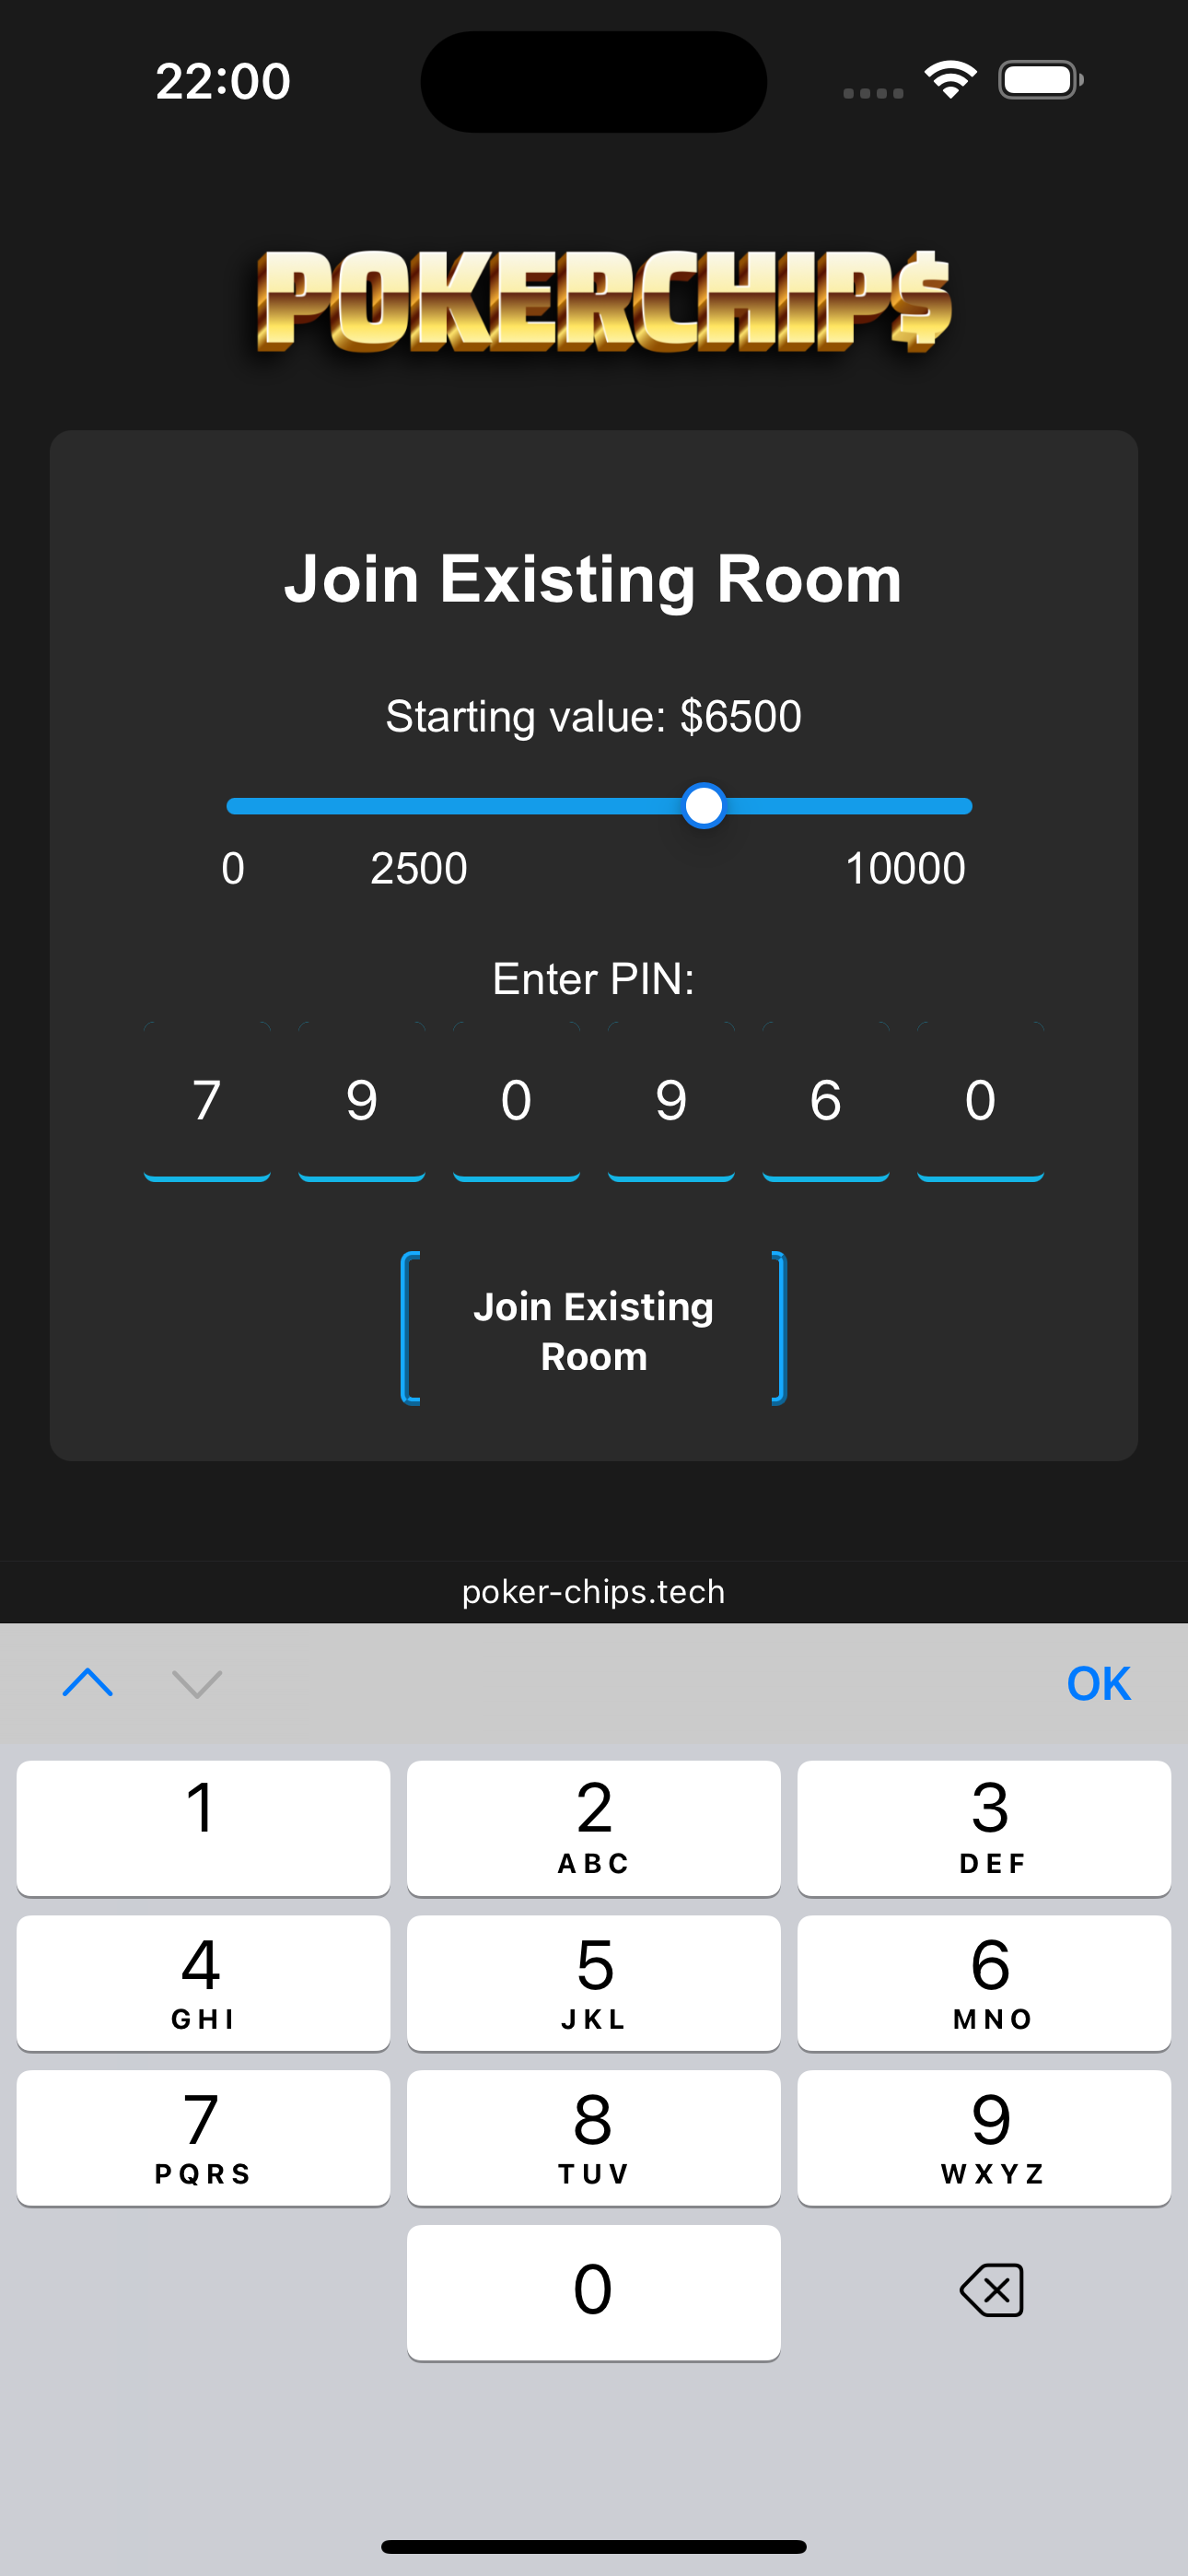 22:00
POKERCHIP$
Join Existing Room
Starting value: $6500
0 2500 10000
Enter PIN:
7 9 0 9 6 0
Join Existing
Room
poker-chips.tech
OK
1 2 3
ABC DEF
4 5 6
GHI JKL MNO
7 8 9
PQRS TUV WXYZ
0